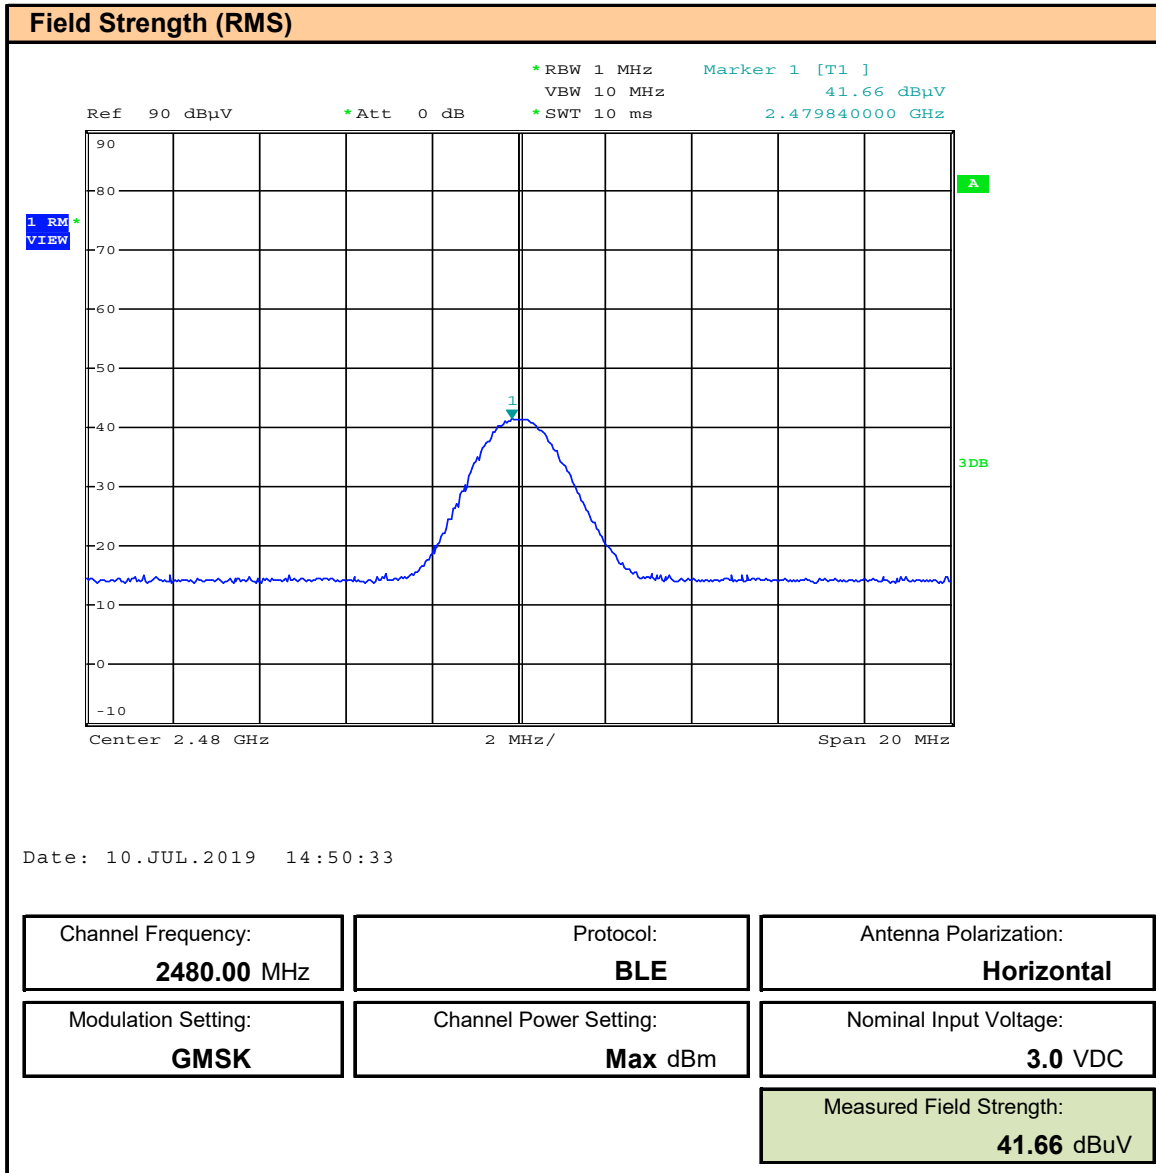 Field Strength (RMS)
*RBW 1 MHz Marker 1 [T1 ]
VBW 10 MHz 41.66 dBµV
Ref 90 dBµV *Att 0 dB *SWT 10 ms 2.479840000 GHz
90
80
A
1 RM *
VIEW
70
60
50
1
40
3DB
30
20
10
0
-10
Center 2.48 GHz 2 MHz/ Span 20 MHz
Date: 10.JUL.2019 14:50:33
Channel Frequency: Protocol: Antenna Polarization:
2480.00 MHz BLE Horizontal
Modulation Setting: Channel Power Setting: Nominal Input Voltage:
GMSK Max dBm 3.0 VDC
Measured Field Strength:
41.66 dBuV